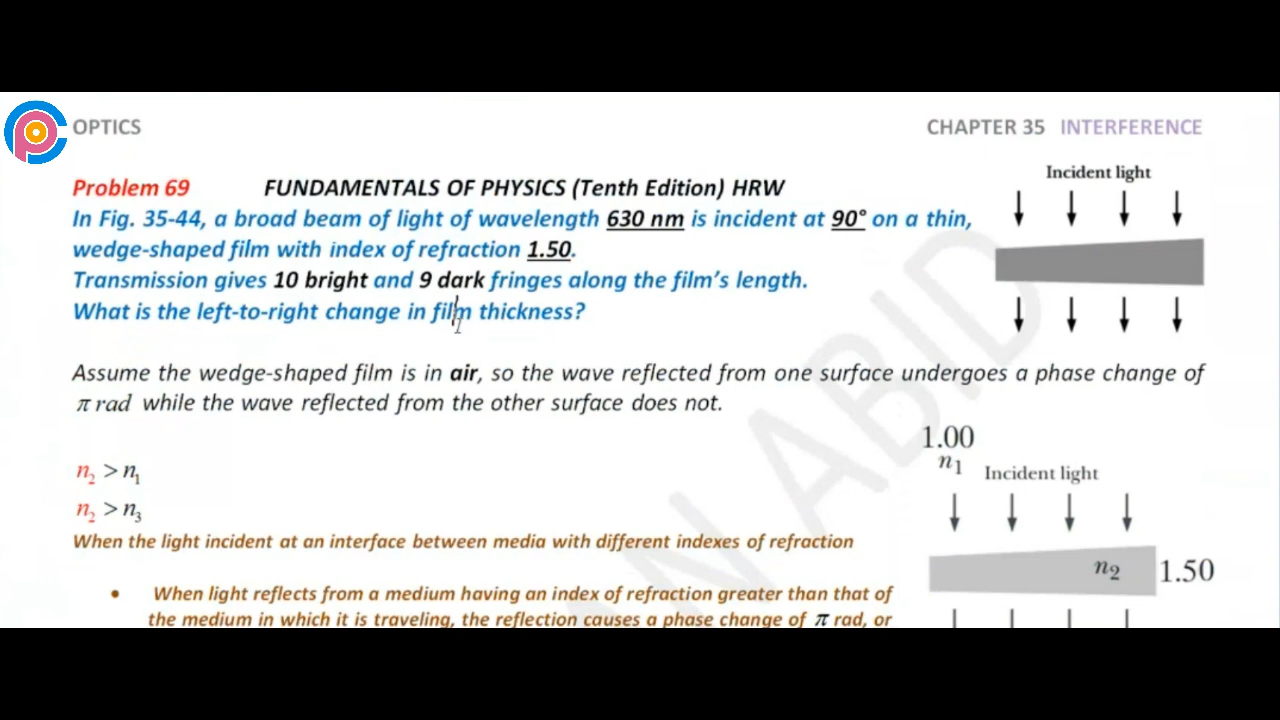 OPTICS
CHAPTER 35 INTERFERENCE
Incident light
Problem 69 FUNDAMENTALS OF PHYSICS (Tenth Edition) HRW
In Fig. 35-44, a broad beam of light of wavelength 630 nm is incident at 90° on a thin,
wedge-shaped film with index of refraction 1.50.
Transmission gives 10 bright and 9 dark fringes along the film's length.
What is the left-to-right change in film thickness?
Assume the wedge-shaped film is in air, so the wave reflected from one surface undergoes a phase change of
π rad while the wave reflected from the other surface does not.
1.00
n₁ Incident light
n₂ > n₁
n₂ > n₃
When the light incident at an interface between media with different indexes of refraction
n₂ 1.50
• When light reflects from a medium having an index of refraction greater than that of
the medium in which it is traveling, the reflection causes a phase change of π rad, or